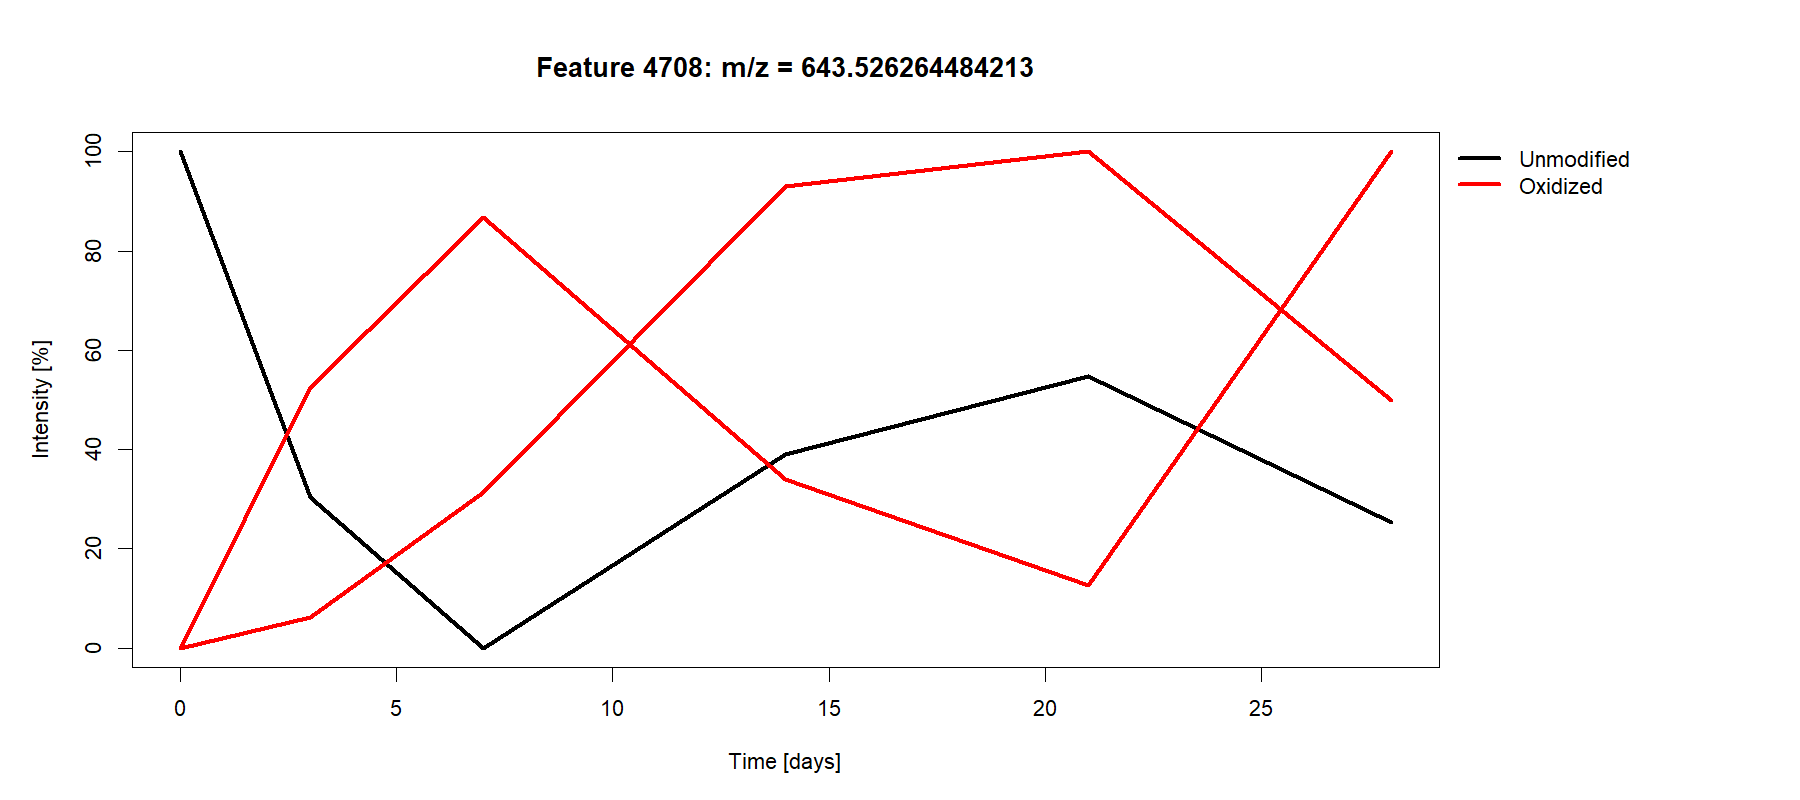 Feature 4708: m/z = 643.526264484213
Unmodified
Oxidized
Intensity [%]
100
80
60
40
20
0
0 5 10 15 20 25
Time [days]